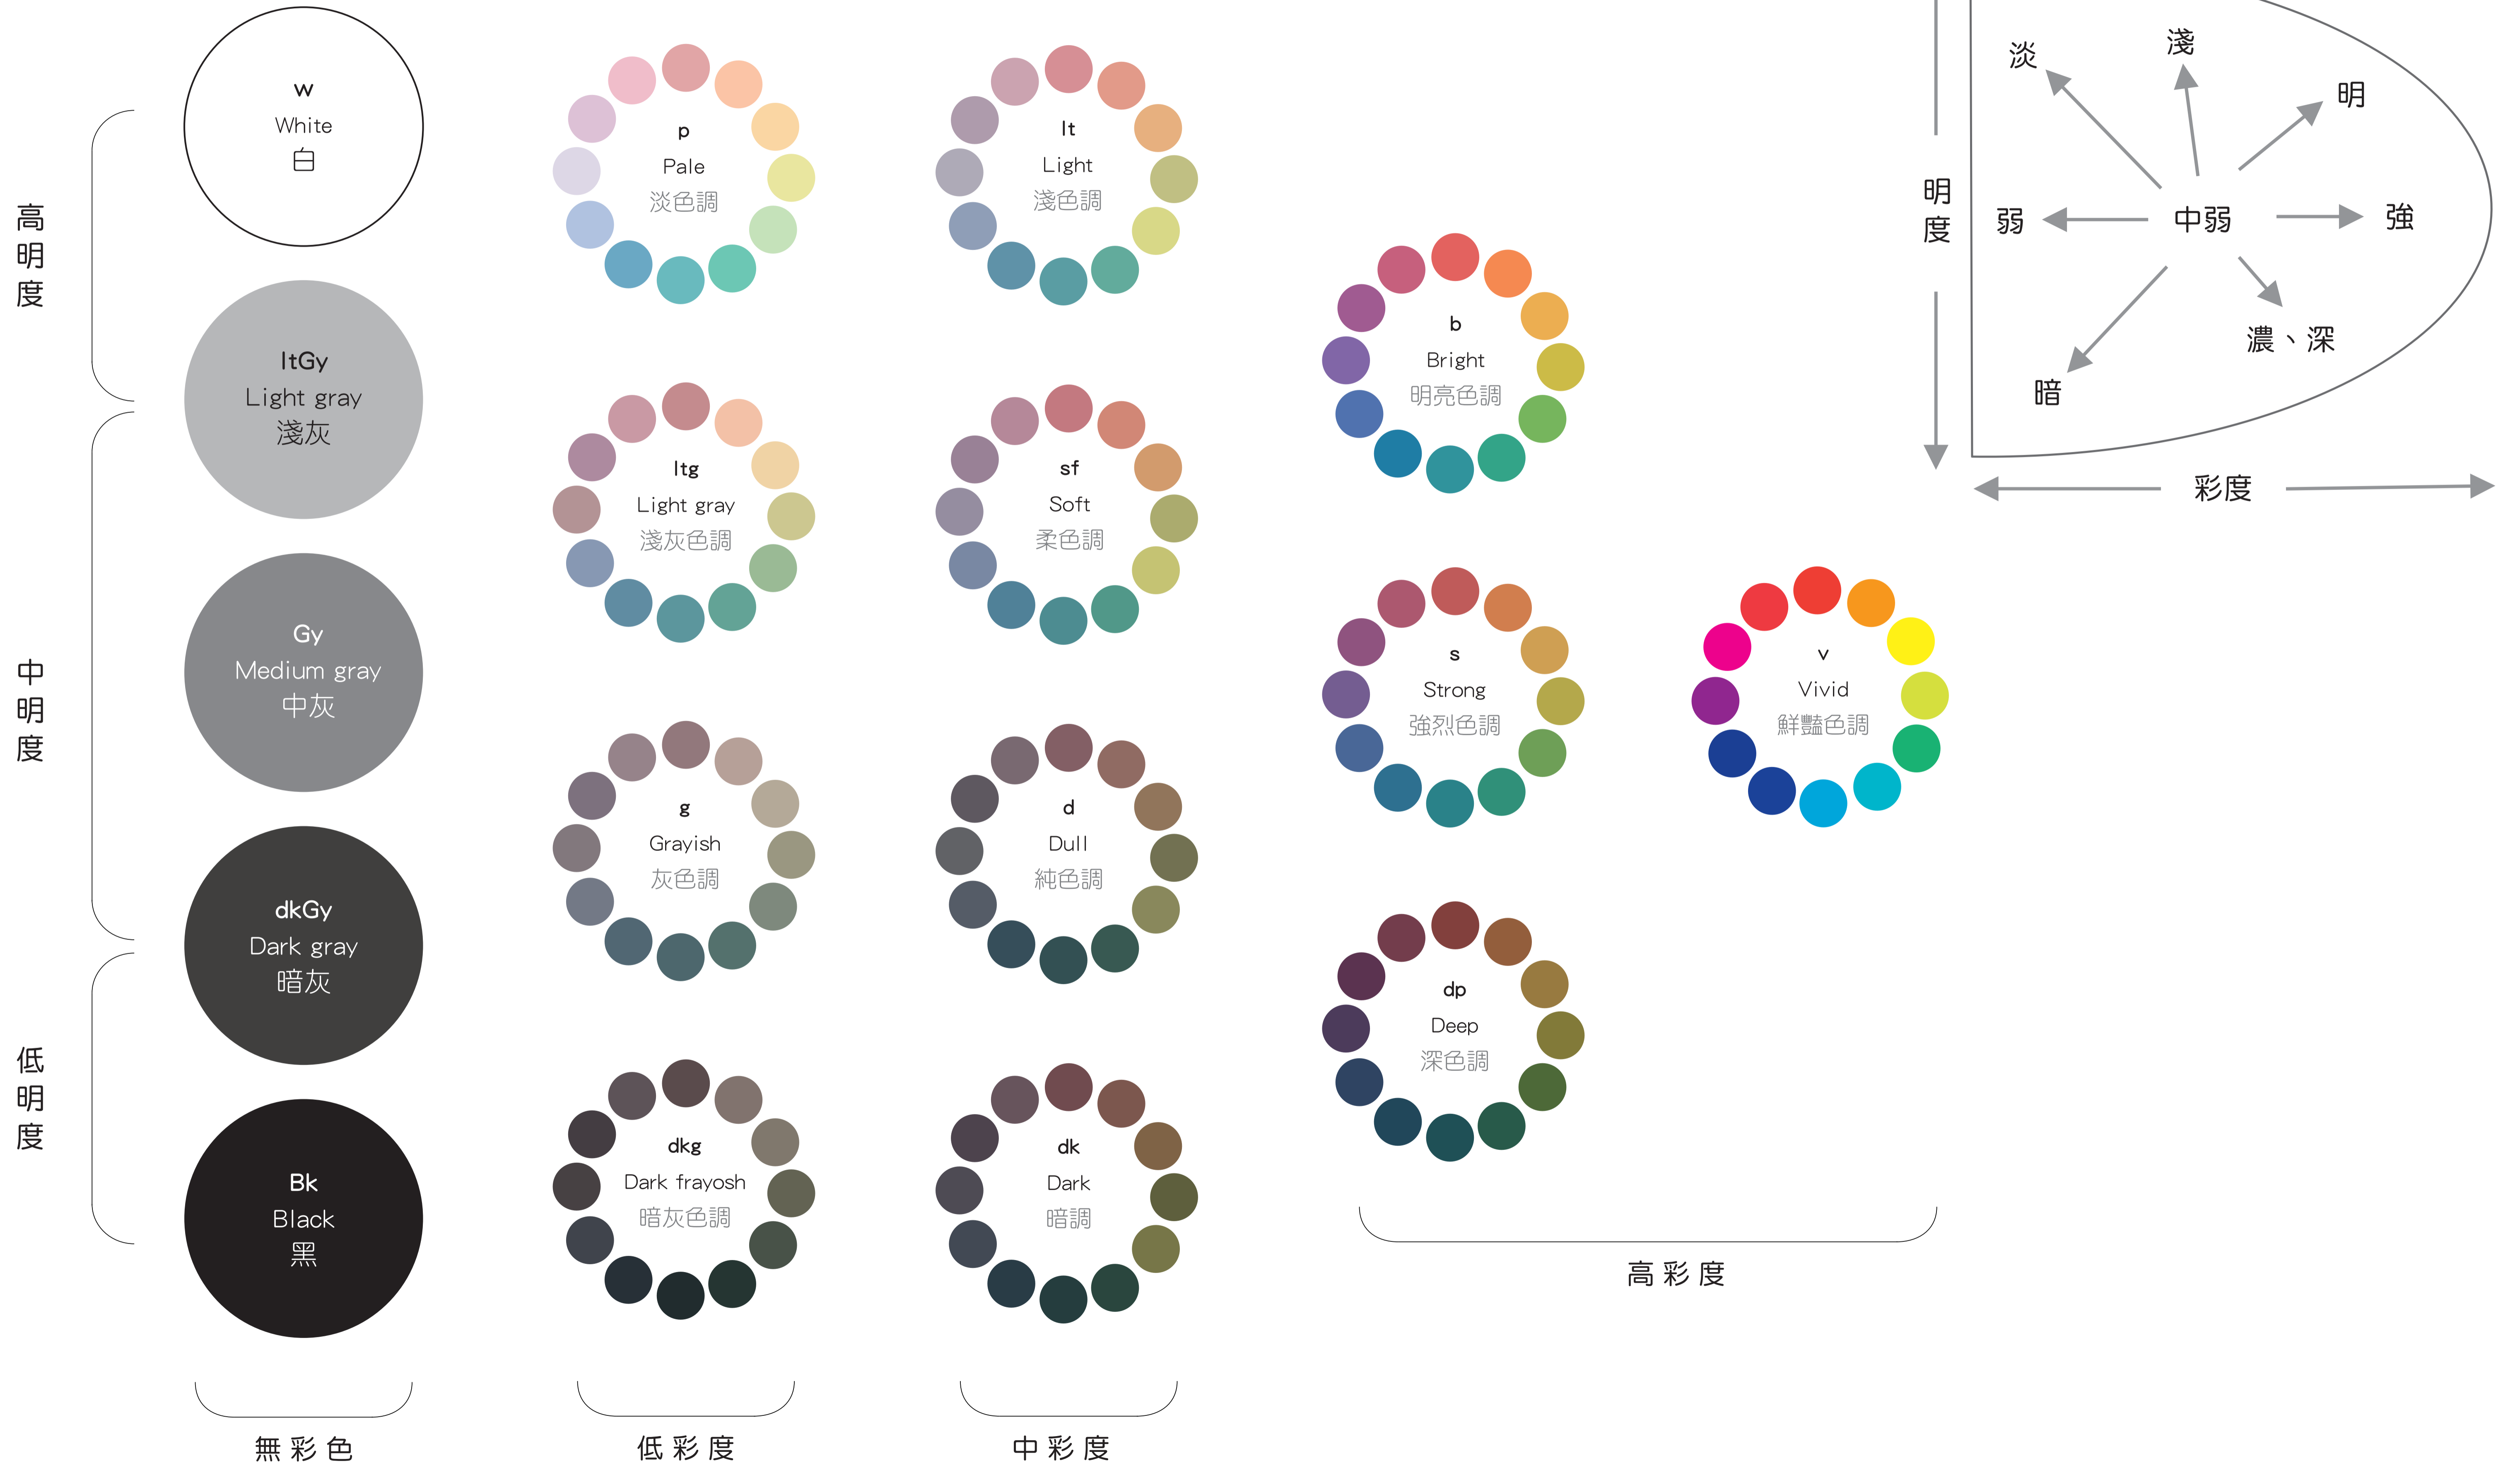 高明度
中明度
低明度
w
White
白
ltGy
Light gray
淺灰
Gy
Medium gray
中灰
dkGy
Dark gray
暗灰
Bk
Black
黑
無彩色
p
Pale
淡色調
ltg
Light gray
淺灰色調
g
Grayish
灰色調
dkg
Dark frayosh
暗灰色調
低彩度
lt
Light
淺色調
sf
Soft
柔色調
d
Dull
純色調
dk
Dark
暗調
中彩度
b
Bright
明亮色調
s
Strong
強烈色調
dp
Deep
深色調
v
Vivid
鮮豔色調
高彩度
明度
淡
淺
明
弱
中弱
強
濃、深
暗
彩度